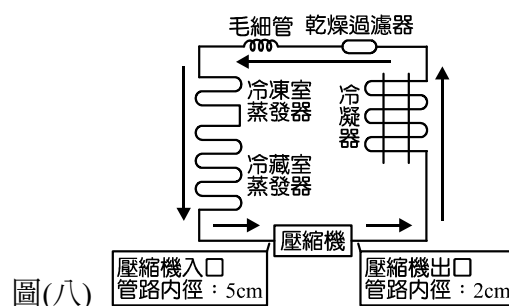 毛細管 乾燥過濾器
冷凍室
蒸發器
冷凝器
冷藏室
蒸發器
壓縮機
壓縮機入口
管路內徑：5cm
壓縮機出口
管路內徑：2cm
圖(八)